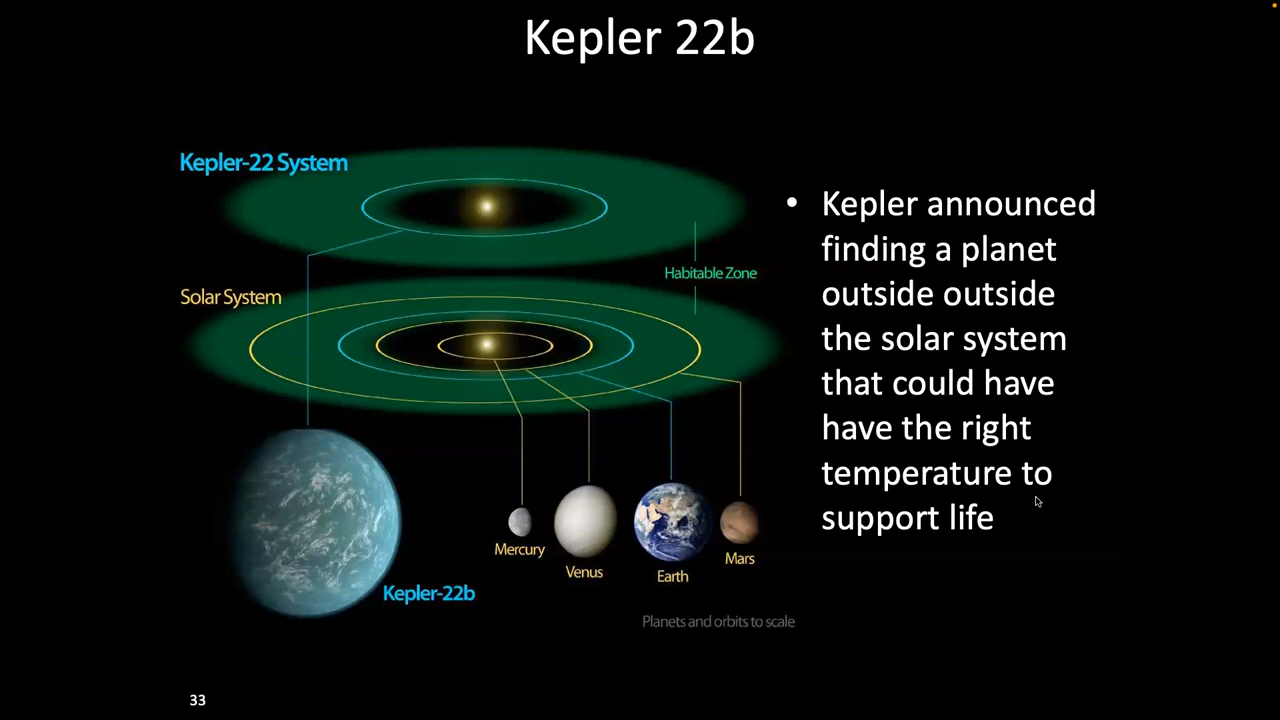 Kepler 22b
Kepler-22 System
Habitable Zone
Solar System
Mercury
Venus
Earth
Mars
Kepler-22b
Planets and orbits to scale
• Kepler announced
finding a planet
outside outside
the solar system
that could have
have the right
temperature to
support life
33